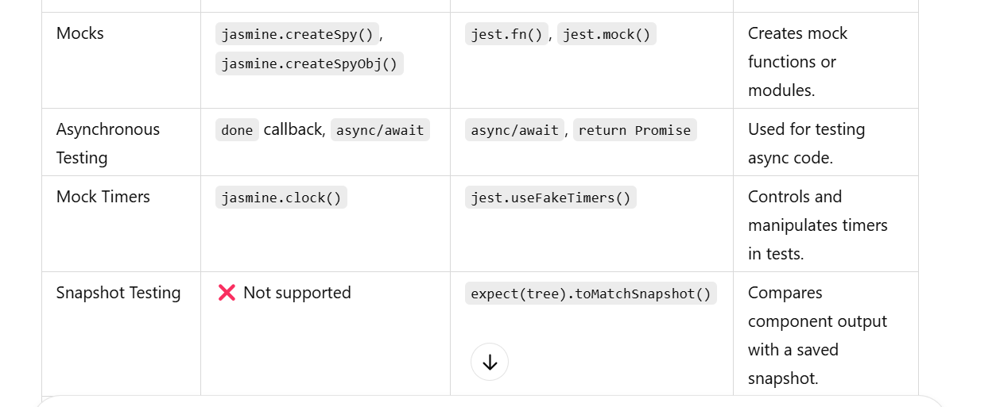 Mocks jasmine.createSpy(), jest.fn(), jest.mock() Creates mock
jasmine.createSpyObj() functions or
modules.
Asynchronous done callback, async/await async/await, return Promise Used for testing
Testing async code.
Mock Timers jasmine.clock() jest.useFakeTimers() Controls and
manipulates timers
in tests.
Snapshot Testing ❌ Not supported expect(tree).toMatchSnapshot() Compares
component output
with a saved
snapshot.